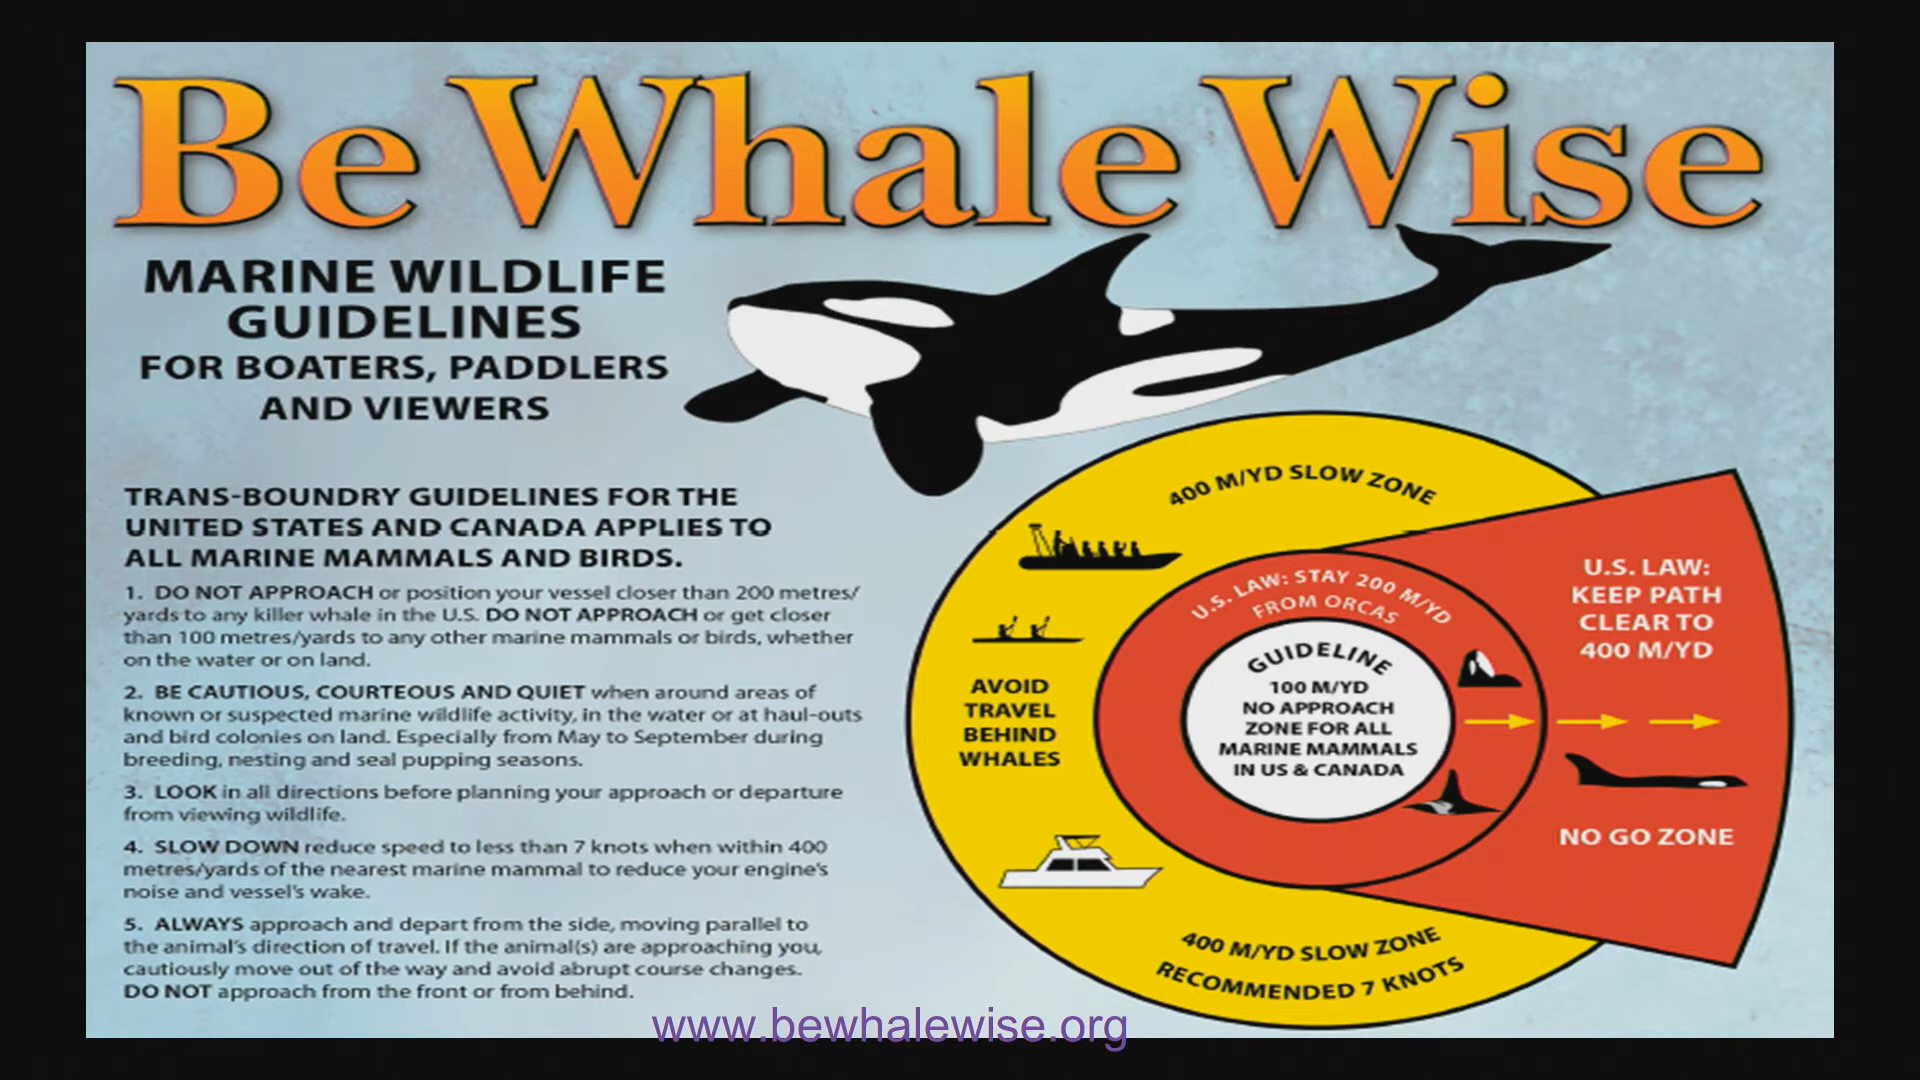 Be Whale Wise
MARINE WILDLIFE
GUIDELINES
FOR BOATERS, PADDLERS
AND VIEWERS
TRANS-BOUNDRY GUIDELINES FOR THE
UNITED STATES AND CANADA APPLIES TO
ALL MARINE MAMMALS AND BIRDS.
1. DO NOT APPROACH or position your vessel closer than 200 metres/
yards to any killer whale in the U.S. DO NOT APPROACH or get closer
than 100 metres/yards to any other marine mammals or birds, whether
on the water or on land.
2. BE CAUTIOUS, COURTEOUS AND QUIET when around areas of
known or suspected marine wildlife activity, in the water or at haul-outs
and bird colonies on land. Especially from May to September during
breeding, nesting and seal pupping seasons.
3. LOOK in all directions before planning your approach or departure
from viewing wildlife.
4. SLOW DOWN reduce speed to less than 7 knots when within 400
metres/yards of the nearest marine mammal to reduce your engine's
noise and vessel's wake.
5. ALWAYS approach and depart from the side, moving parallel to
the animal's direction of travel. If the animal(s) are approaching you,
cautiously move out of the way and avoid abrupt course changes.
DO NOT approach from the front or from behind.
400 M/YD SLOW ZONE
AVOID
TRAVEL
BEHIND
WHALES
U.S. LAW: STAY 200 M/YD
FROM ORCAS
GUIDELINE
100 M/YD
NO APPROACH
ZONE FOR ALL
MARINE MAMMALS
IN US & CANADA
U.S. LAW:
KEEP PATH
CLEAR TO
400 M/YD
NO GO ZONE
400 M/YD SLOW ZONE
RECOMMENDED 7 KNOTS
www.bewhalewise.org